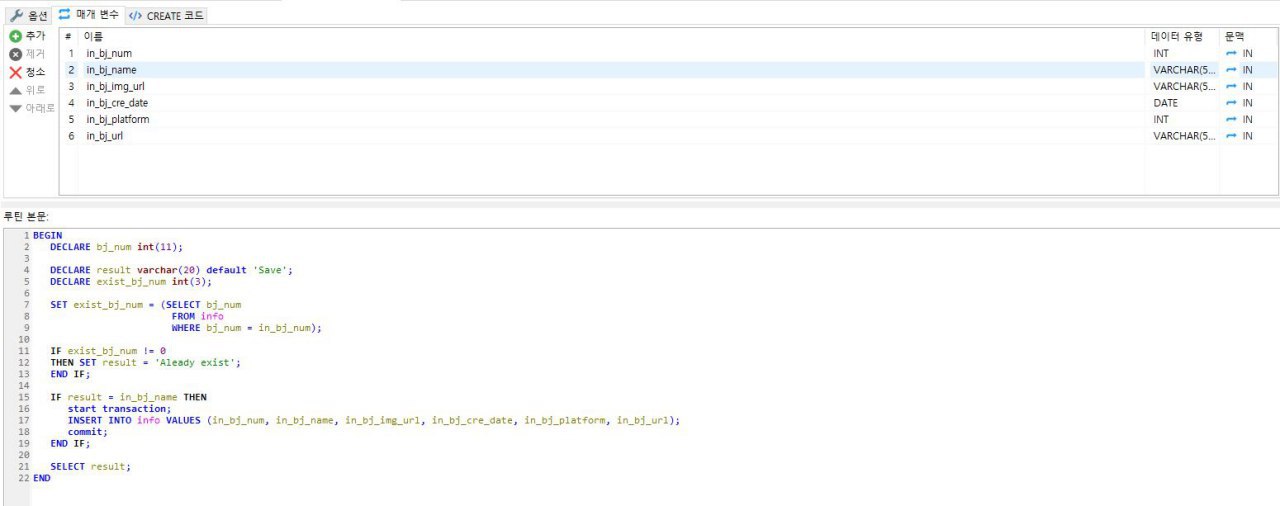 옵션 매개 변수 </> CREATE 코드
추가
제거
청소
위로
아래로
# 이름 데이터 유형 문맥
1 in_bj_num INT IN
2 in_bj_name VARCHAR(5... IN
3 in_bj_img_url VARCHAR(5... IN
4 in_bj_cre_date DATE IN
5 in_bj_platform INT IN
6 in_bj_url VARCHAR(5... IN
루틴 본문:
1 BEGIN
2 DECLARE bj_num int(11);
3
4 DECLARE result varchar(20) default 'Save';
5 DECLARE exist_bj_num int(3);
6
7 SET exist_bj_num = (SELECT bj_num
8 FROM info
9 WHERE bj_num = in_bj_num);
10
11 IF exist_bj_num != 0
12 THEN SET result = 'Aleady exist';
13 END IF;
14
15 IF result = in_bj_name THEN
16 start transaction;
17 INSERT INTO info VALUES (in_bj_num, in_bj_name, in_bj_img_url, in_bj_cre_date, in_bj_platform, in_bj_url);
18 commit;
19 END IF;
20
21 SELECT result;
22 END